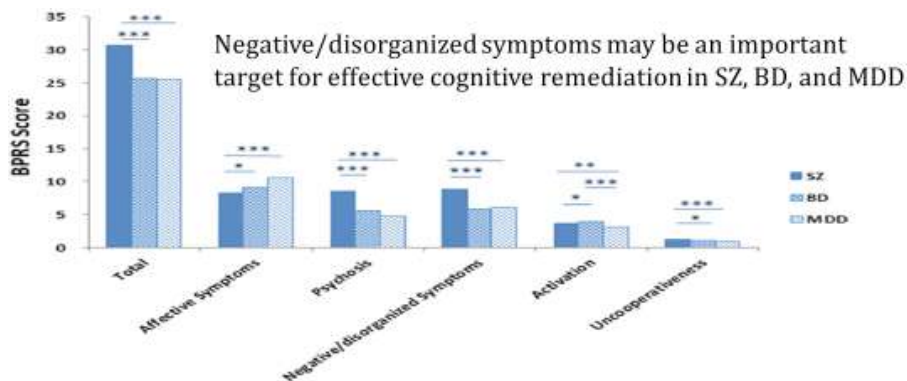 35
30
25
20
15
10
5
0
BPRS Score
Negative/disorganized symptoms may be an important
target for effective cognitive remediation in SZ, BD, and MDD
***
***
***
*
***
***
***
***
**
***
*
***
*
SZ
BD
MDD
Total
Affective Symptoms
Psychosis
Negative/disorganized Symptoms
Activation
Uncooperativeness